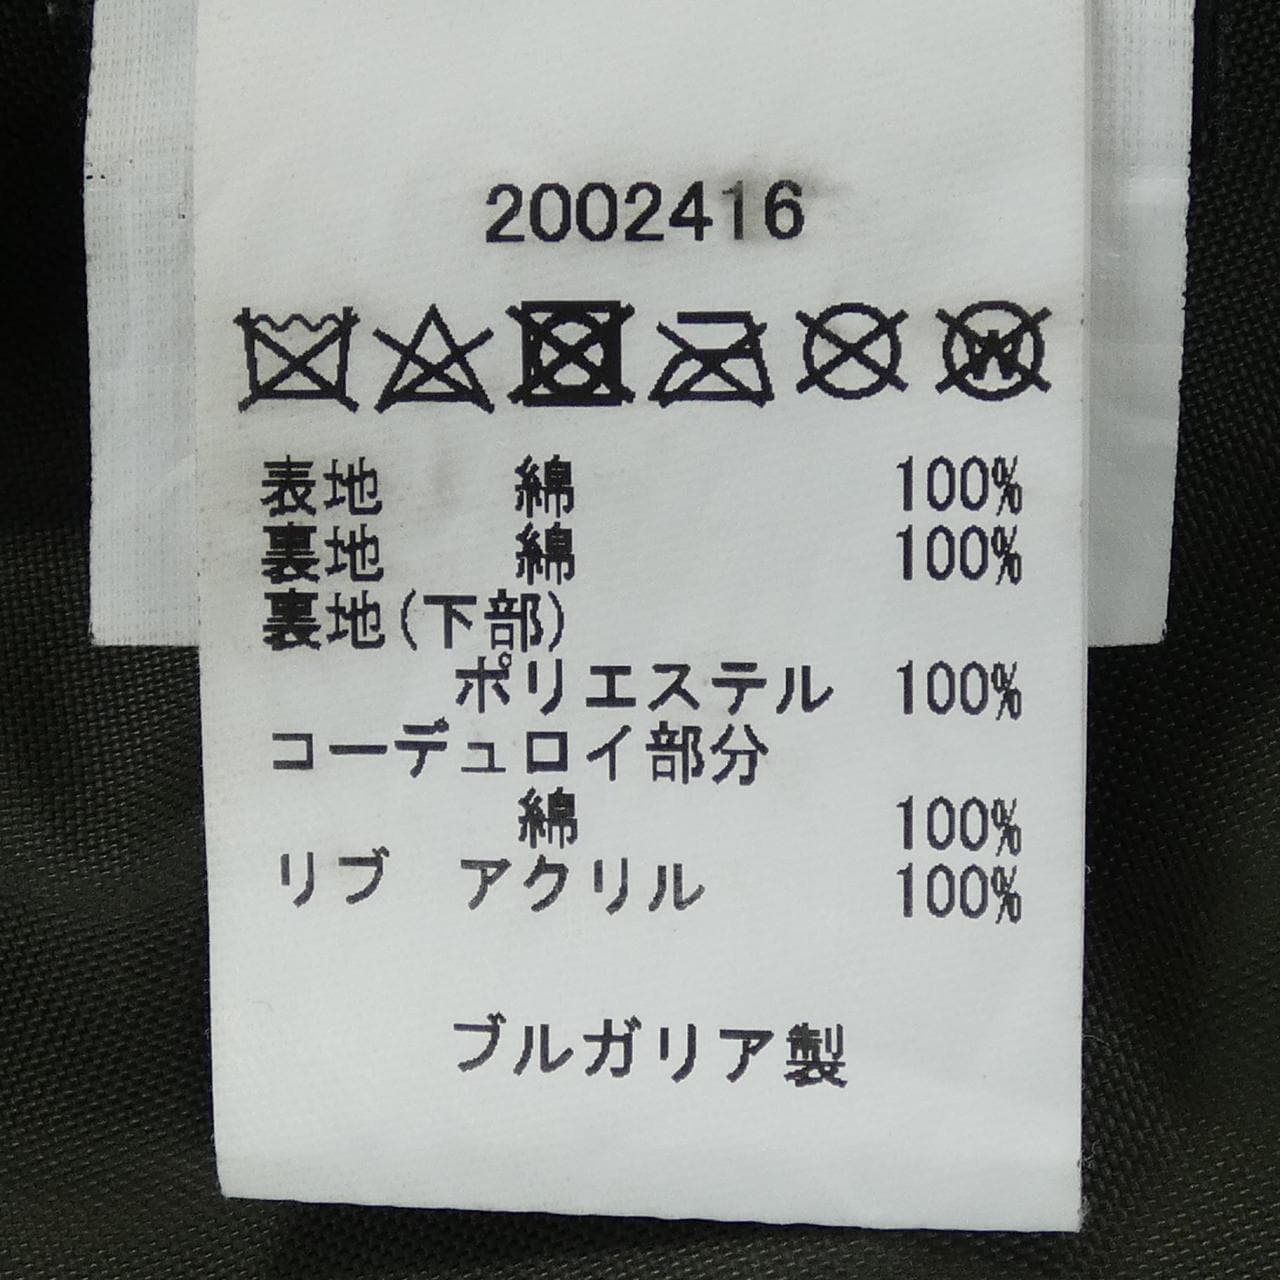 2002416
表地 綿 100%
裏地 綿 100%
裏地(下部)
ポリエステル 100%
コーデュロイ部分
綿 100%
リブ アクリル 100%
ブルガリア製